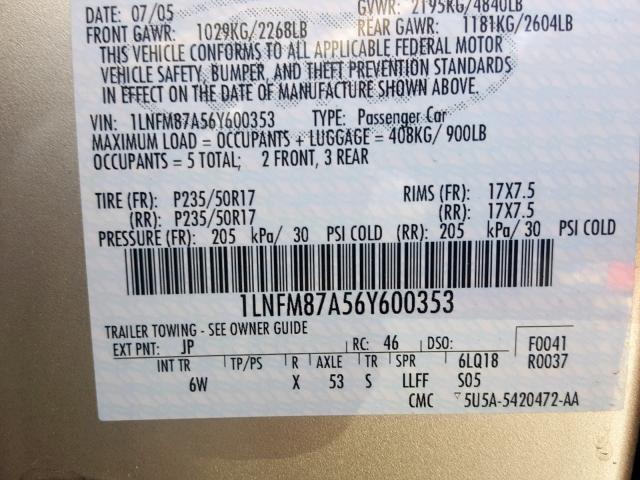 DATE: 07/05 GVWR: 2195KG/4840LB
FRONT GAWR: 1029KG/2268LB REAR GAWR: 1181KG/2604LB
THIS VEHICLE CONFORMS TO ALL APPLICABLE FEDERAL MOTOR
VEHICLE SAFETY, BUMPER, AND THEFT PREVENTION STANDARDS
IN EFFECT ON THE DATE OF MANUFACTURE SHOWN ABOVE.
VIN: 1LNFM87A56Y600353 TYPE: Passenger Car
MAXIMUM LOAD = OCCUPANTS + LUGGAGE = 408KG/ 900LB
OCCUPANTS = 5 TOTAL; 2 FRONT, 3 REAR
TIRE (FR): P235/50R17 RIMS (FR): 17X7.5
(RR): P235/50R17 (RR): 17X7.5
PRESSURE (FR): 205 kPa/ 30 PSI COLD (RR): 205 kPa/ 30 PSI COLD
1LNFM87A56Y600353
TRAILER TOWING - SEE OWNER GUIDE
EXT PNT: JP RC: 46 DSO: F0041
INT TR TP/PS R AXLE TR SPR 6LQ18 R0037
6W X 53 S LLFF S05
CMC 5U5A-5420472-AA